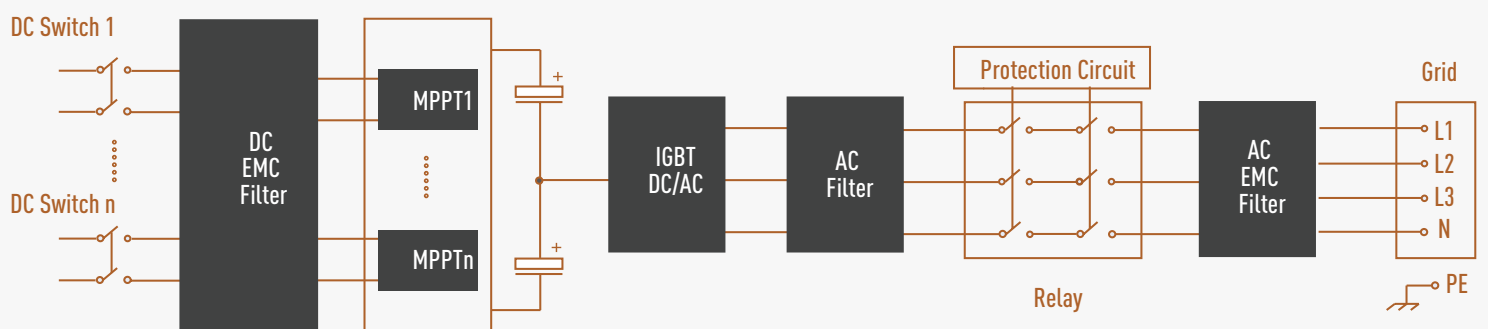 DC Switch 1
DC Switch n
DC
EMC
Filter
MPPT1
MPPTn
+
+
IGBT
DC/AC
AC
Filter
Protection Circuit
Relay
AC
EMC
Filter
Grid
L1
L2
L3
N
PE